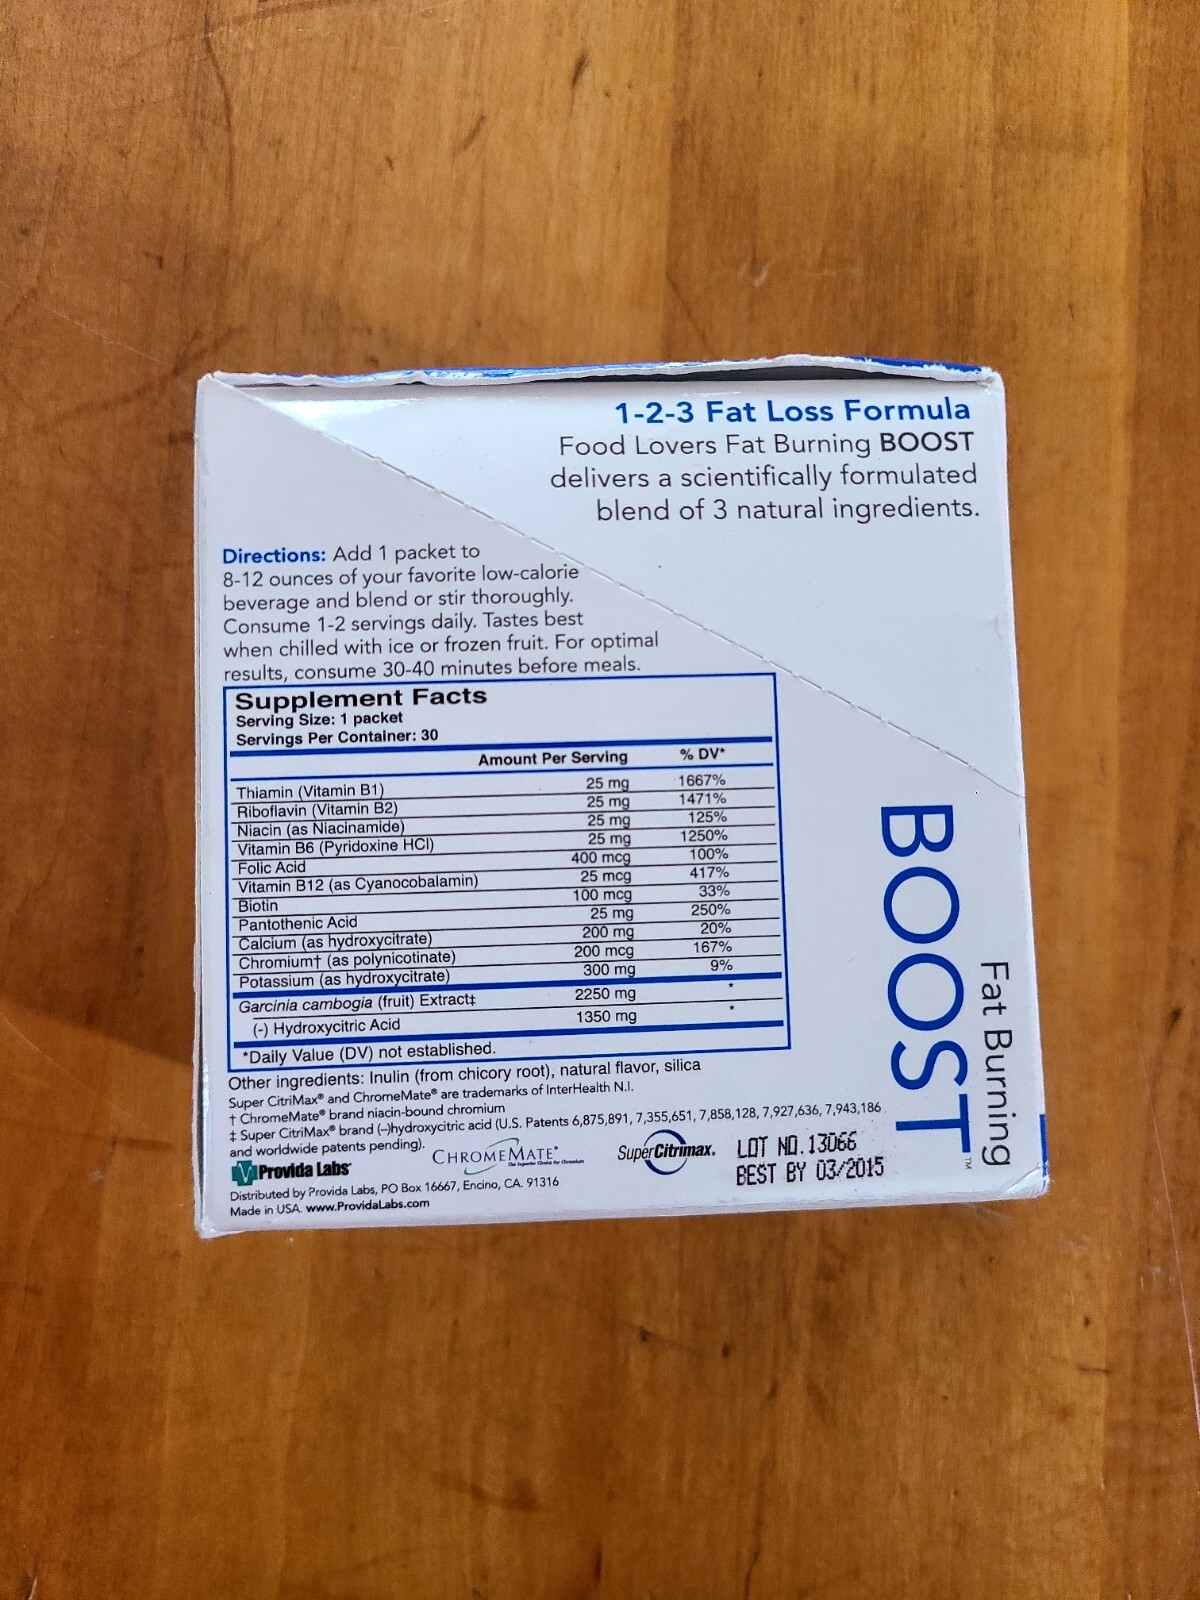 1-2-3 Fat Loss Formula
Food Lovers Fat Burning BOOST
delivers a scientifically formulated
blend of 3 natural ingredients.
Directions: Add 1 packet to
8-12 ounces of your favorite low-calorie
beverage and blend or stir thoroughly.
Consume 1-2 servings daily. Tastes best
when chilled with ice or frozen fruit. For optimal
results, consume 30-40 minutes before meals.
Supplement Facts
Serving Size: 1 packet
Servings Per Container: 30
Amount Per Serving % DV*
Thiamin (Vitamin B1) 25 mg 1667%
Riboflavin (Vitamin B2) 25 mg 1471%
Niacin (as Niacinamide) 25 mg 125%
Vitamin B6 (Pyridoxine HCl) 25 mg 1250%
Folic Acid 400 mcg 100%
Vitamin B12 (as Cyanocobalamin) 25 mcg 417%
Biotin 100 mcg 33%
Pantothenic Acid 25 mg 250%
Calcium (as hydroxycitrate) 200 mg 20%
Chromium† (as polynicotinate) 200 mcg 167%
Potassium (as hydroxycitrate) 300 mg 9%
Garcinia cambogia (fruit) Extract‡ 2250 mg *
(-) Hydroxycitric Acid 1350 mg *
*Daily Value (DV) not established.
Other ingredients: Inulin (from chicory root), natural flavor, silica
Super CitriMax® and ChromeMate® are trademarks of InterHealth N.I.
† ChromeMate® brand niacin-bound chromium
‡ Super CitriMax® brand (-)hydroxycitric acid (U.S. Patents 6,875,891, 7,355,651, 7,858,128, 7,927,636, 7,943,186
and worldwide patents pending).
Provida Labs
CHROMEMATE®
The Superior Choice for Chromium
SuperCitrimax.
LOT NO. 13066
BEST BY 03/2015
Distributed by Provida Labs, PO Box 16667, Encino, CA. 91316
Made in USA. www.ProvidaLabs.com
Fat Burning
BOOST™